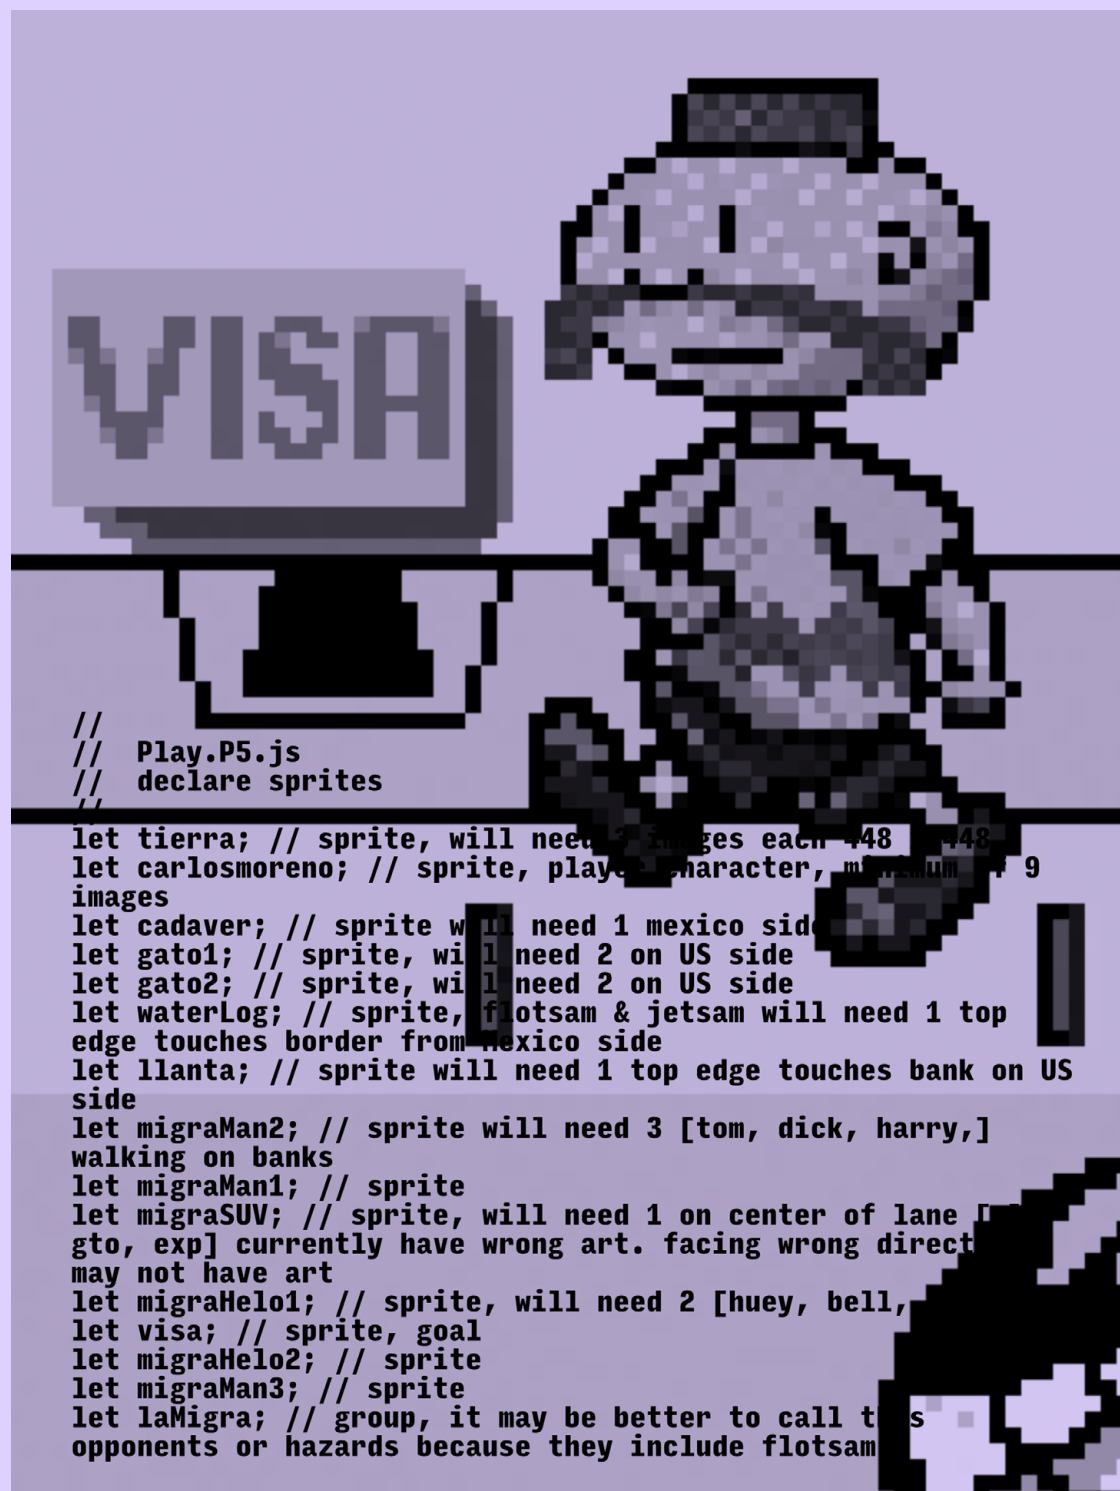 VISA
//
// Play.P5.js
// declare sprites
//
let tierra; // sprite, will need 3 images each 448 448
let carlosmoreno; // sprite, player character, minimum of 9
images
let cadaver; // sprite will need 1 mexico side
let gato1; // sprite, will need 2 on US side
let gato2; // sprite, will need 2 on US side
let waterLog; // sprite, flotsam & jetsam will need 1 top
edge touches border from mexico side
let llanta; // sprite will need 1 top edge touches bank on US
side
let migraMan2; // sprite will need 3 [tom, dick, harry,]
walking on banks
let migraMan1; // sprite
let migraSUV; // sprite, will need 1 on center of lane [
gto, exp] currently have wrong art. facing wrong direct
may not have art
let migraHelo1; // sprite, will need 2 [huey, bell,
let visa; // sprite, goal
let migraHelo2; // sprite
let migraMan3; // sprite
let laMigra; // group, it may be better to call this
opponents or hazards because they include flotsam